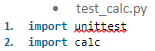 • test_calc.py
1. import unittest
2. import calc